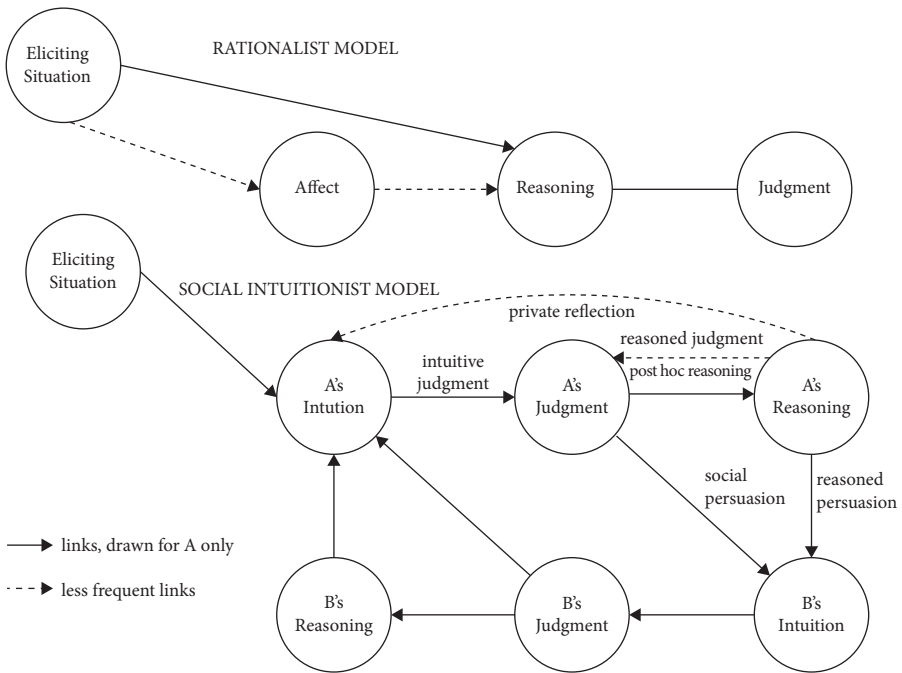 Eliciting
Situation
RATIONALIST MODEL
Affect
Reasoning
Judgment
Eliciting
Situation
SOCIAL INTUITIONIST MODEL
private reflection
reasoned judgment
post hoc reasoning
intuitive
judgment
A's
Intution
A's
Judgment
A's
Reasoning
social
persuasion
reasoned
persuasion
links, drawn for A only
less frequent links
B's
Reasoning
B's
Judgment
B's
Intuition